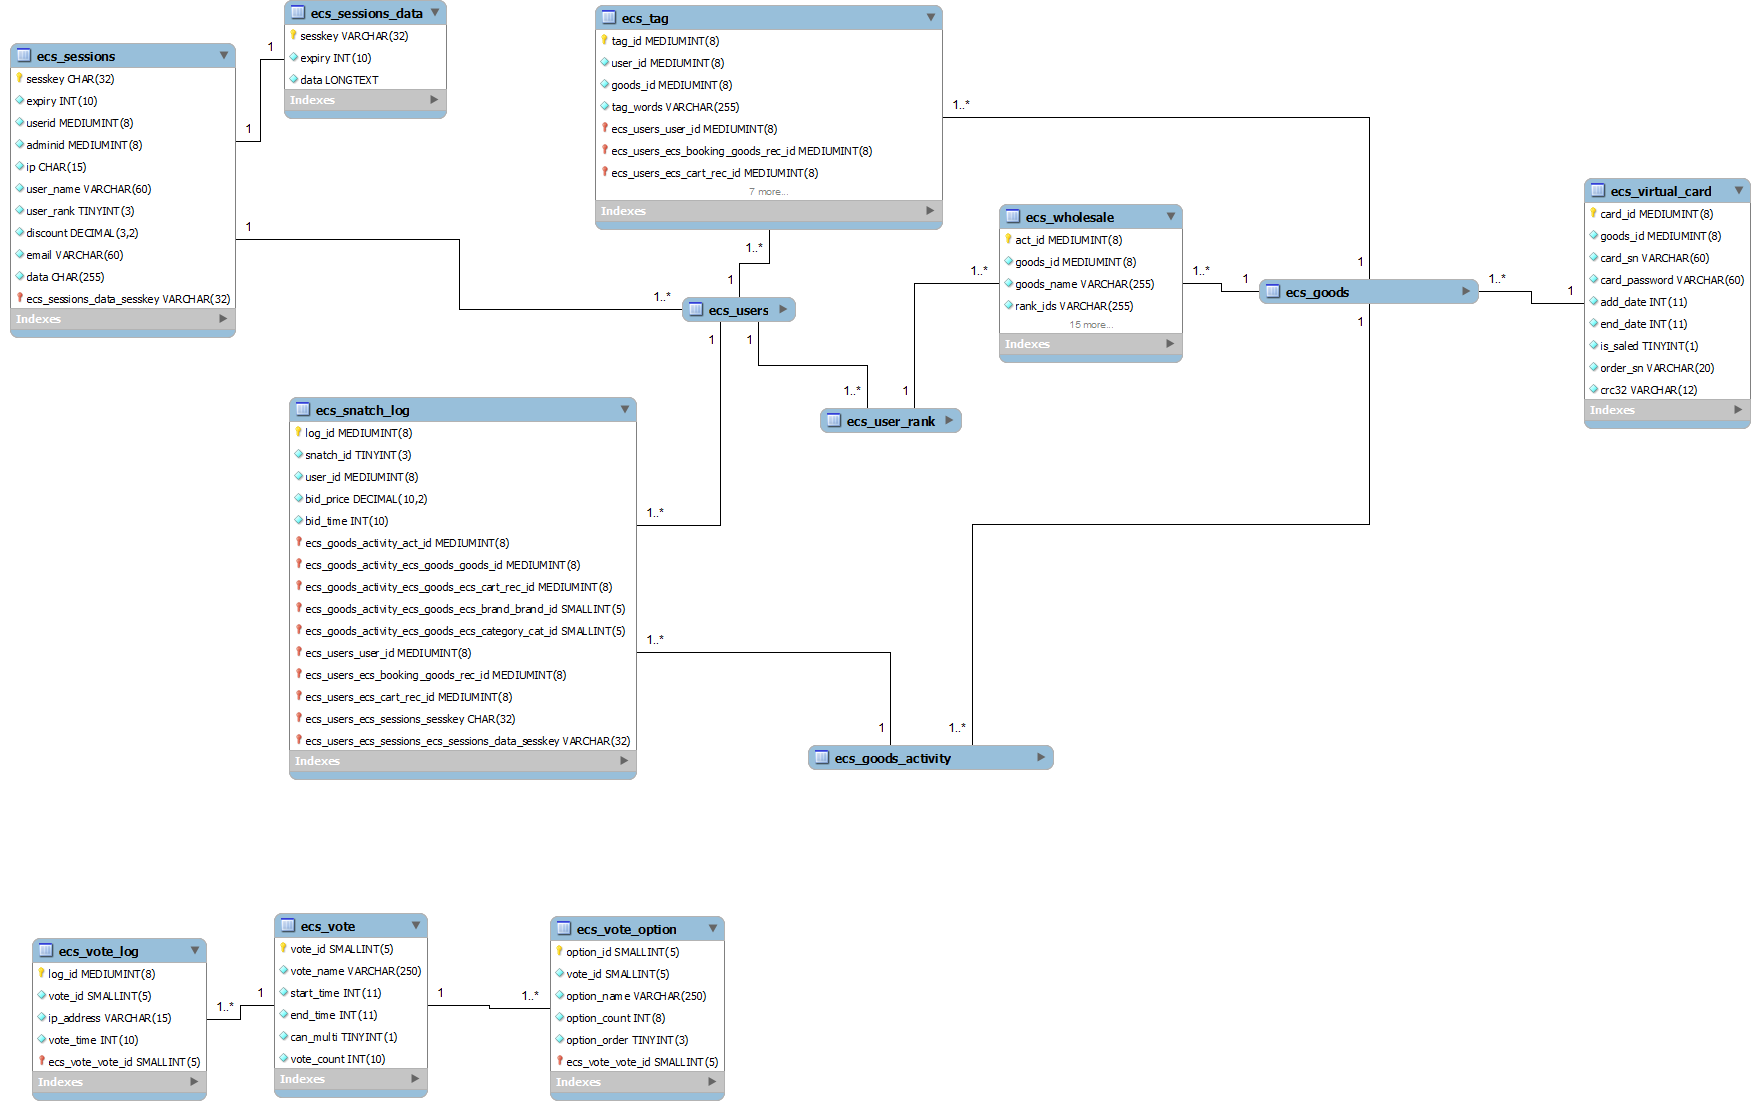 ecs_sessions_data
sesskey VARCHAR(32)
expiry INT(10)
data LONGTEXT
Indexes
ecs_sessions
sesskey CHAR(32)
expiry INT(10)
userid MEDIUMINT(8)
adminid MEDIUMINT(8)
ip CHAR(15)
user_name VARCHAR(60)
user_rank TINYINT(3)
discount DECIMAL(3,2)
email VARCHAR(60)
data CHAR(255)
ecs_sessions_data_sesskey VARCHAR(32)
Indexes
1
1
1
1..*
ecs_tag
tag_id MEDIUMINT(8)
user_id MEDIUMINT(8)
goods_id MEDIUMINT(8)
tag_words VARCHAR(255)
ecs_users_user_id MEDIUMINT(8)
ecs_users_ecs_booking_goods_rec_id MEDIUMINT(8)
ecs_users_ecs_cart_rec_id MEDIUMINT(8)
7 more...
Indexes
1..*
1..*
1
ecs_users
1
1
1..*
1
ecs_user_rank
ecs_wholesale
act_id MEDIUMINT(8)
goods_id MEDIUMINT(8)
goods_name VARCHAR(255)
rank_ids VARCHAR(255)
15 more...
Indexes
1..*
1..*
1
1
ecs_goods
1
1..*
1
ecs_virtual_card
card_id MEDIUMINT(8)
goods_id MEDIUMINT(8)
card_sn VARCHAR(60)
card_password VARCHAR(60)
add_date INT(11)
end_date INT(11)
is_saled TINYINT(1)
order_sn VARCHAR(20)
crc32 VARCHAR(12)
Indexes
ecs_snatch_log
log_id MEDIUMINT(8)
snatch_id TINYINT(3)
user_id MEDIUMINT(8)
bid_price DECIMAL(10,2)
bid_time INT(10)
ecs_goods_activity_act_id MEDIUMINT(8)
ecs_goods_activity_ecs_goods_goods_id MEDIUMINT(8)
ecs_goods_activity_ecs_goods_ecs_cart_rec_id MEDIUMINT(8)
ecs_goods_activity_ecs_goods_ecs_brand_brand_id SMALLINT(5)
ecs_goods_activity_ecs_goods_ecs_category_cat_id SMALLINT(5)
ecs_users_user_id MEDIUMINT(8)
ecs_users_ecs_booking_goods_rec_id MEDIUMINT(8)
ecs_users_ecs_cart_rec_id MEDIUMINT(8)
ecs_users_ecs_sessions_sesskey CHAR(32)
ecs_users_ecs_sessions_ecs_sessions_data_sesskey VARCHAR(32)
Indexes
1..*
1..*
1
1..*
ecs_goods_activity
ecs_vote_log
log_id MEDIUMINT(8)
vote_id SMALLINT(5)
ip_address VARCHAR(15)
vote_time INT(10)
ecs_vote_vote_id SMALLINT(5)
Indexes
1..*
1
ecs_vote
vote_id SMALLINT(5)
vote_name VARCHAR(250)
start_time INT(11)
end_time INT(11)
can_multi TINYINT(1)
vote_count INT(10)
Indexes
1
1..*
ecs_vote_option
option_id SMALLINT(5)
vote_id SMALLINT(5)
option_name VARCHAR(250)
option_count INT(8)
option_order TINYINT(3)
ecs_vote_vote_id SMALLINT(5)
Indexes